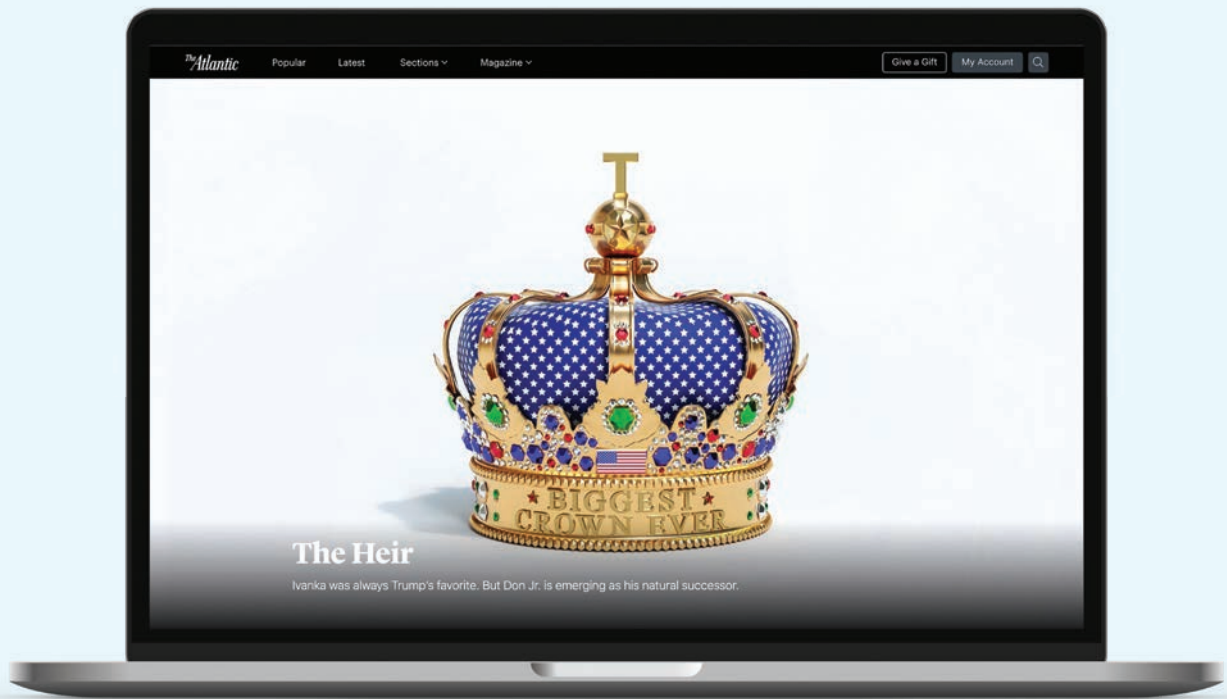 The Atlantic
Popular
Latest
Sections
Magazine
Give a Gift
My Account
T
BIGGEST
CROWN EVER
The Heir
Ivanka was always Trump's favorite. But Don Jr. is emerging as his natural successor.